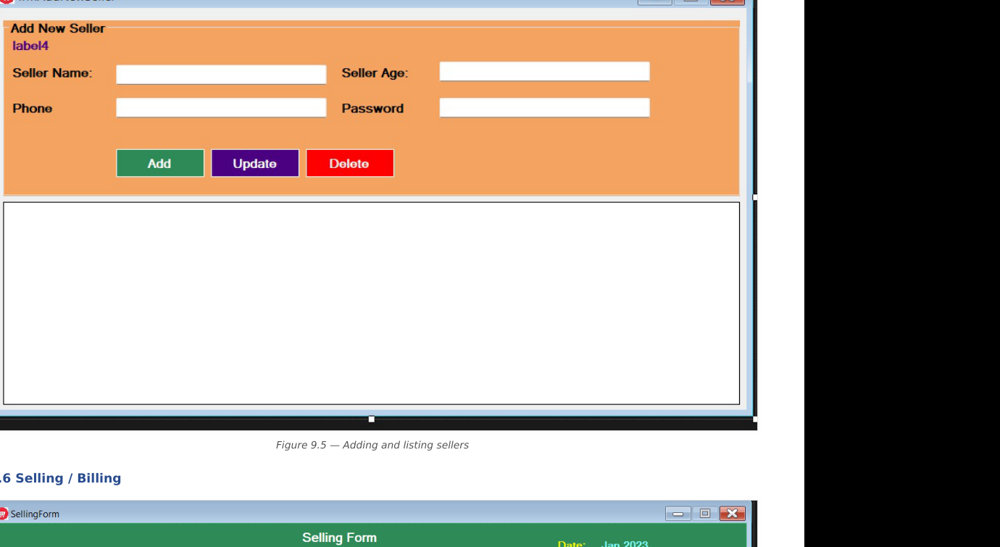 Add New Seller
label4
Seller Name:
Seller Age:
Phone
Password
Add
Update
Delete
Figure 9.5 — Adding and listing sellers
.6 Selling / Billing
SellingForm
Selling Form
Date: Jan 2023